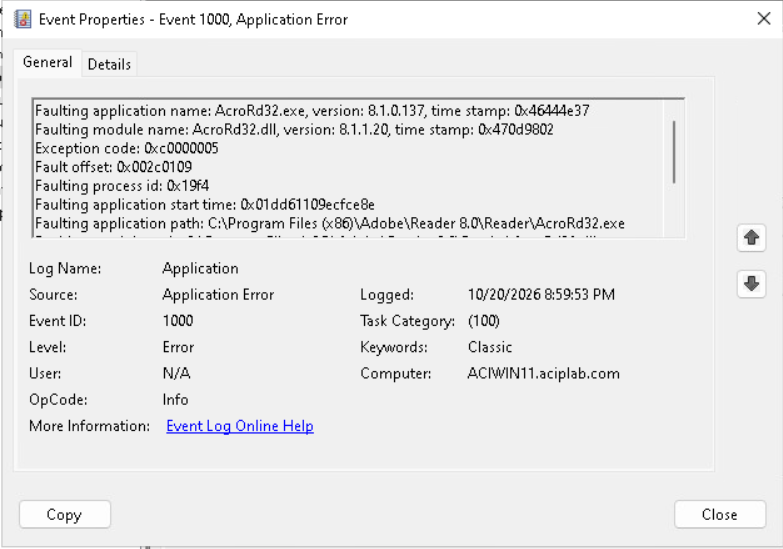 Event Properties - Event 1000, Application Error
General
Details
Faulting application name: AcroRd32.exe, version: 8.1.0.137, time stamp: 0x46444e37
Faulting module name: AcroRd32.dll, version: 8.1.1.20, time stamp: 0x470d9802
Exception code: 0xc0000005
Fault offset: 0x002c0109
Faulting process id: 0x19f4
Faulting application start time: 0x01dd61109ecfce8e
Faulting application path: C:\Program Files (x86)\Adobe\Reader 8.0\Reader\AcroRd32.exe
Log Name: Application
Source: Application Error Logged: 10/20/2026 8:59:53 PM
Event ID: 1000 Task Category: (100)
Level: Error Keywords: Classic
User: N/A Computer: ACIWIN11.aciplab.com
OpCode: Info
More Information: Event Log Online Help
Copy
Close